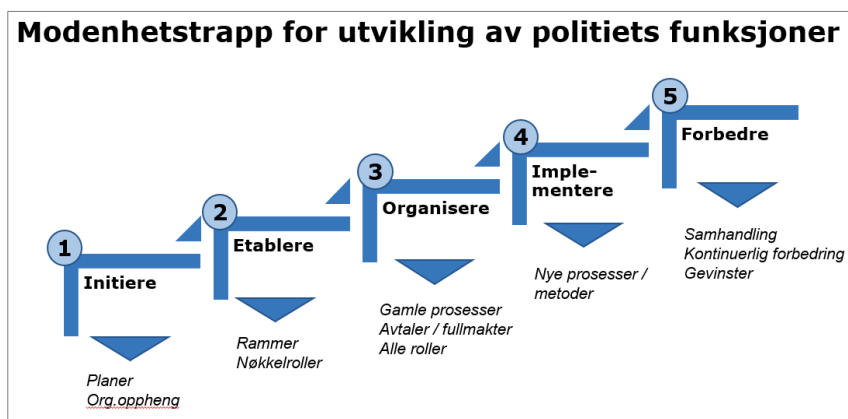 Modenhetstrapp for utvikling av politiets funksjoner
1
Initiere
Planer
Org.oppheng
2
Etablere
Rammer
Nøkkelroller
3
Organisere
Gamle prosesser
Avtaler / fullmakter
Alle roller
4
Imple-
mentere
Nye prosesser /
metoder
5
Forbedre
Samhandling
Kontinuerlig forbedring
Gevinster